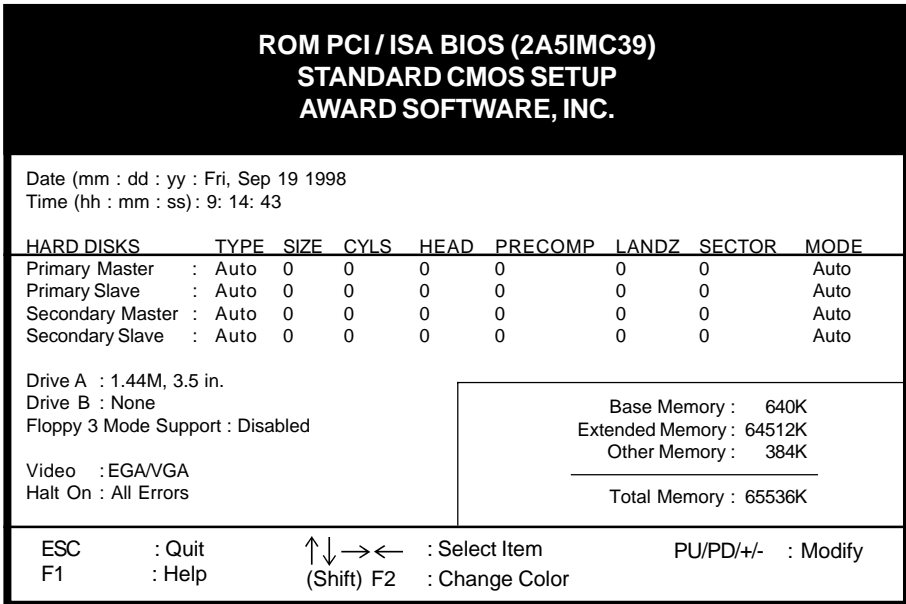 ROM PCI / ISA BIOS (2A5IMC39)
STANDARD CMOS SETUP
AWARD SOFTWARE, INC.
Date (mm : dd : yy : Fri, Sep 19 1998
Time (hh : mm : ss) : 9: 14: 43
HARD DISKS TYPE SIZE CYLS HEAD PRECOMP LANDZ SECTOR MODE
Primary Master : Auto 0 0 0 0 0 0 Auto
Primary Slave : Auto 0 0 0 0 0 0 Auto
Secondary Master : Auto 0 0 0 0 0 0 Auto
Secondary Slave : Auto 0 0 0 0 0 0 Auto
Drive A : 1.44M, 3.5 in.
Drive B : None
Floppy 3 Mode Support : Disabled
Video : EGA/VGA
Halt On : All Errors
Base Memory : 640K
Extended Memory : 64512K
Other Memory : 384K
Total Memory : 65536K
ESC : Quit ↑↓→← : Select Item PU/PD/+/- : Modify
F1 : Help (Shift) F2 : Change Color